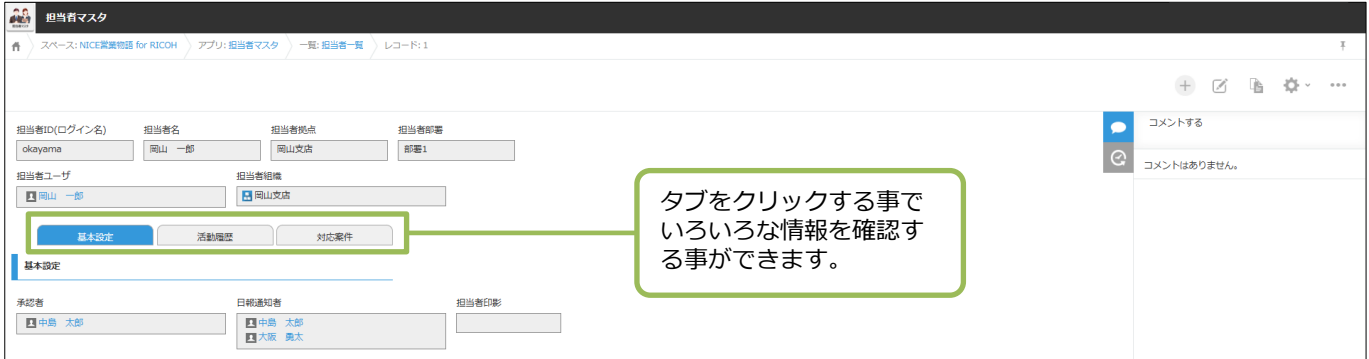 担当者マスタ
スペース: NICE営業物語 for RICOH アプリ: 担当者マスタ 一覧: 担当者一覧 レコード: 1
担当者ID(ログイン名) 担当者名 担当者拠点 担当者部署
okayama 岡山 一郎 岡山支店 部署1
担当者ユーザ 担当者組織
岡山 一郎 岡山支店
基本設定 活動履歴 対応案件
基本設定
承認者 日報通知者 担当者印影
中島 太郎 中島 太郎
大阪 勇太
タブをクリックする事で
いろいろな情報を確認す
る事ができます。
コメントする
コメントはありません。